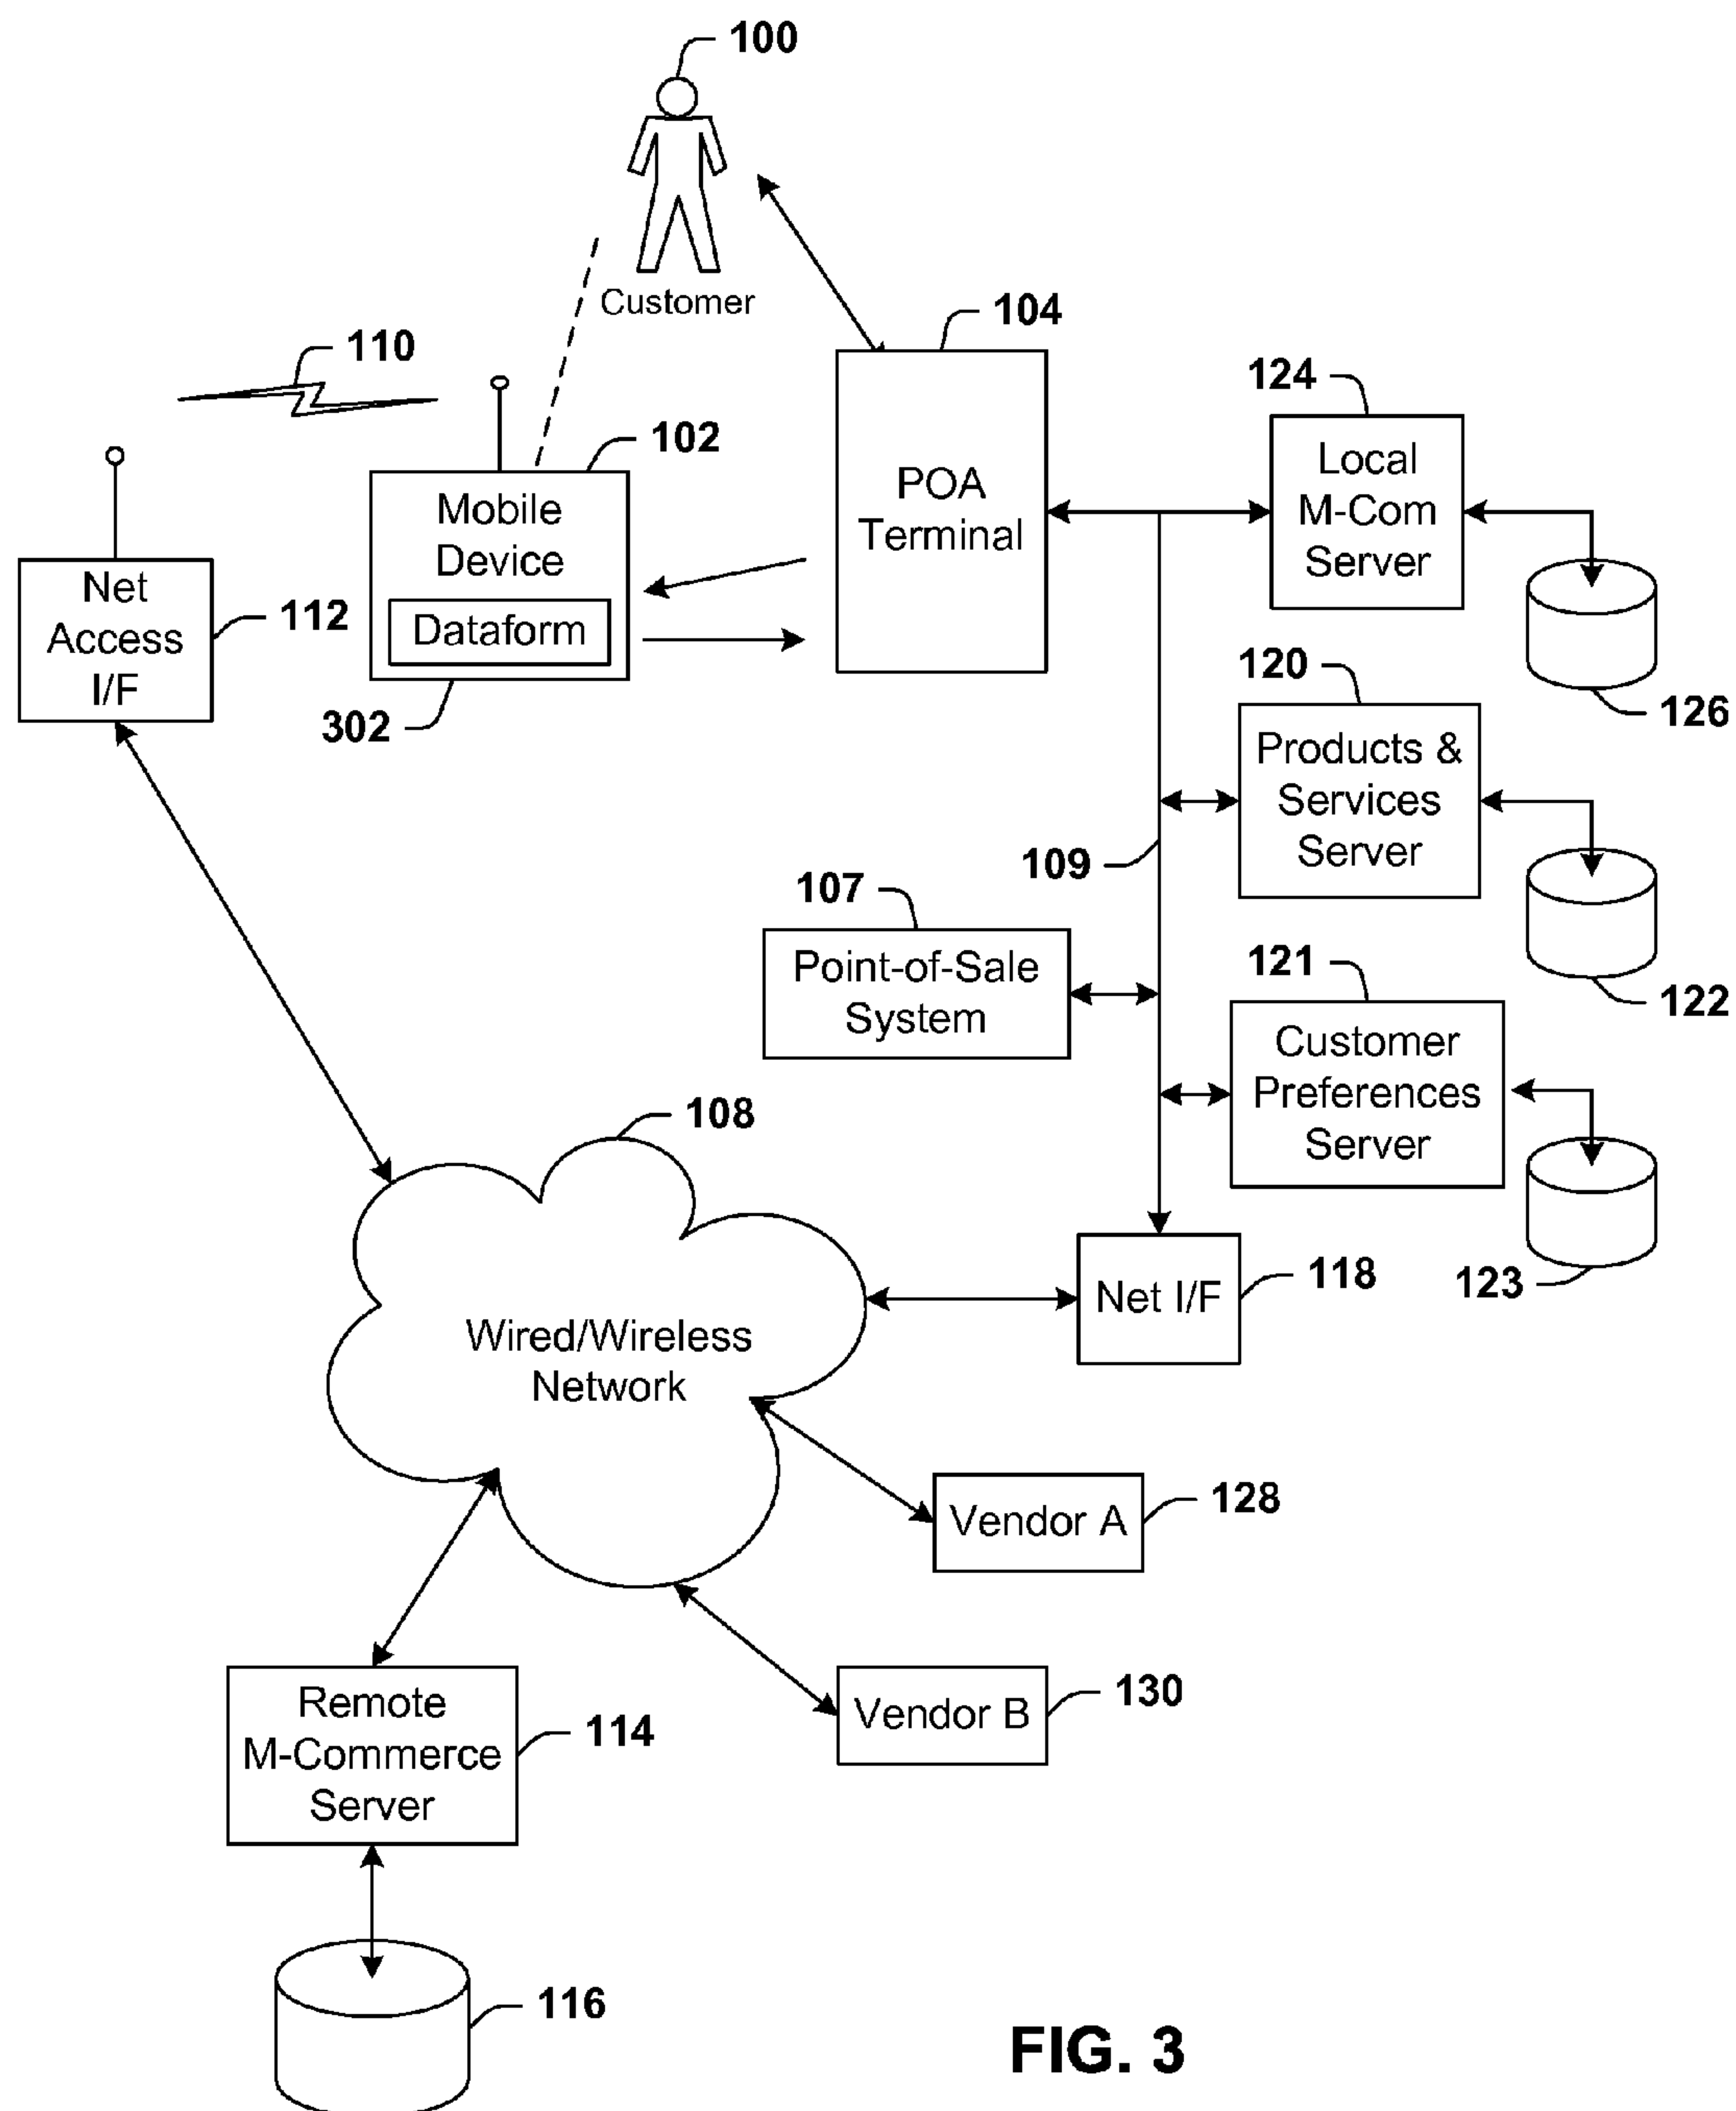 100
Customer
110
104
124
102
POA
Terminal
Local
M-Com
Server
Mobile
Device
Dataform
Net
Access
I/F
112
302
120
126
Products &
Services
Server
109
107
Point-of-Sale
System
121
122
Customer
Preferences
Server
108
Wired/Wireless
Network
Net I/F
118
123
Vendor A
128
Vendor B
130
Remote
M-Commerce
Server
114
116
FIG. 3